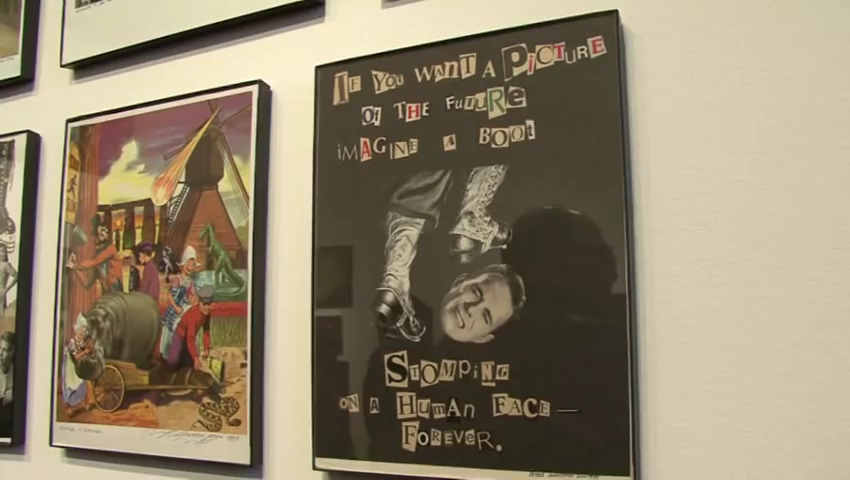 IF YOU WANT A PICTURE
OF THE FUTURE
IMAGINE A BOOT
STOMPING
ON A HUMAN FACE —
FOREVER.